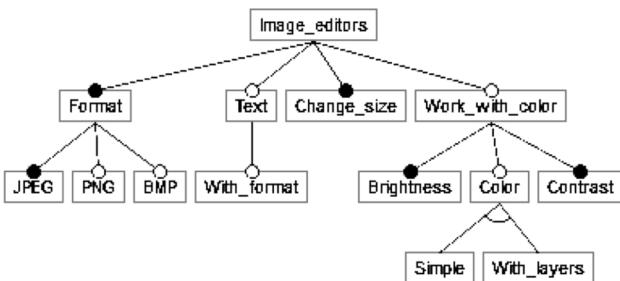 Image_editors
Format
Text
Change_size
Work_with_color
JPEG
PNG
BMP
With_format
Brightness
Color
Contrast
Simple
With_layers